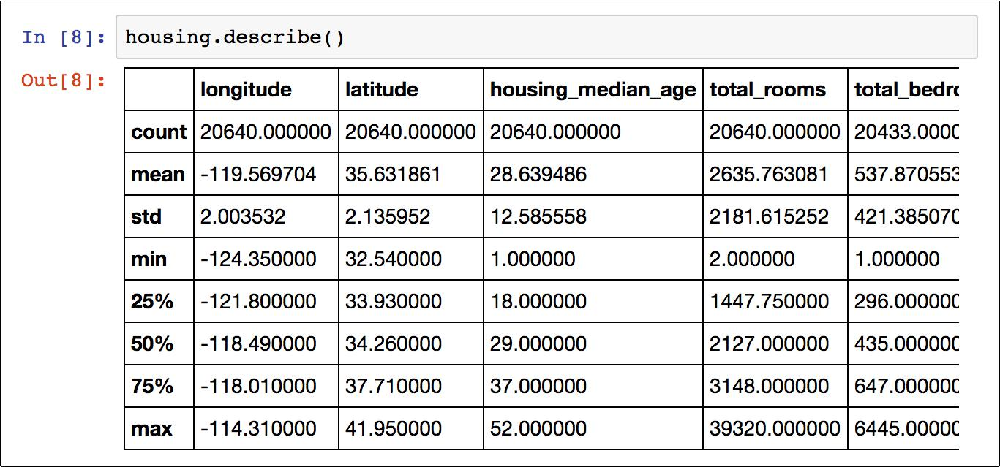 In [8]: housing.describe()
Out[8]:
longitude latitude housing_median_age total_rooms total_bedr
count 20640.000000 20640.000000 20640.000000 20640.000000 20433.0000
mean -119.569704 35.631861 28.639486 2635.763081 537.870553
std 2.003532 2.135952 12.585558 2181.615252 421.385070
min -124.350000 32.540000 1.000000 2.000000 1.000000
25% -121.800000 33.930000 18.000000 1447.750000 296.000000
50% -118.490000 34.260000 29.000000 2127.000000 435.000000
75% -118.010000 37.710000 37.000000 3148.000000 647.000000
max -114.310000 41.950000 52.000000 39320.000000 6445.00000